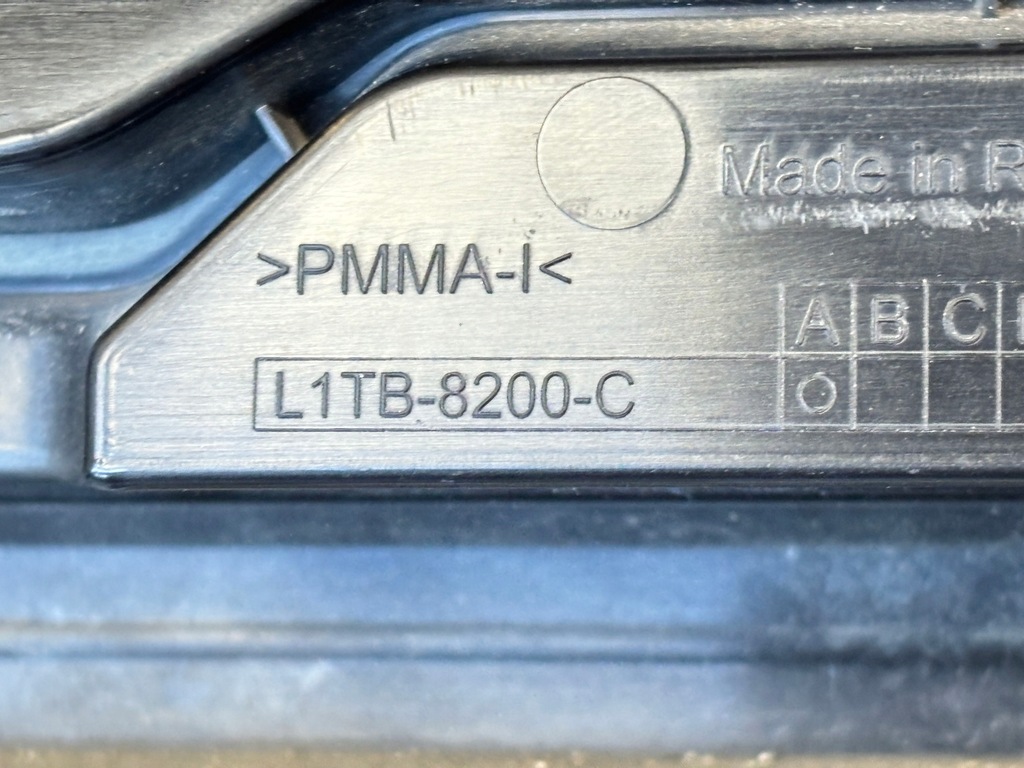 Made in R
>PMMA-I<
A B C
L1TB-8200-C